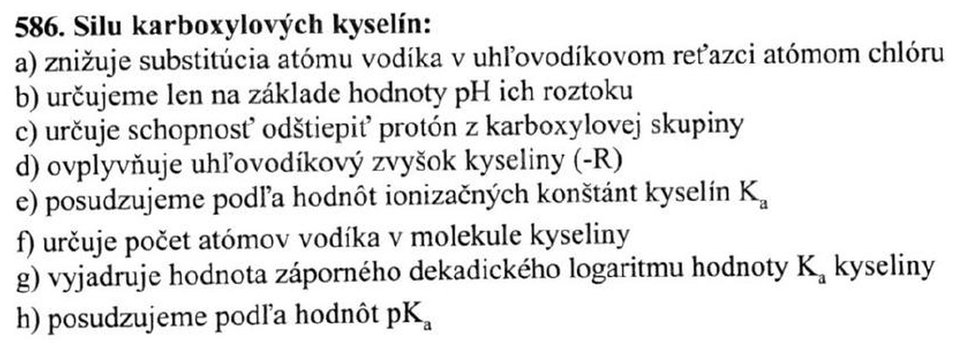 586. Silu karboxylových kyselín:
a) znižuje substitúcia atómu vodíka v uhľovodíkovom reťazci atómom chlóru
b) určujeme len na základe hodnoty pH ich roztoku
c) určuje schopnosť odštiepiť protón z karboxylovej skupiny
d) ovplyvňuje uhľovodíkový zvyšok kyseliny (-R)
e) posudzujeme podľa hodnôt ionizačných konštánt kyselín Kₐ
f) určuje počet atómov vodíka v molekule kyseliny
g) vyjadruje hodnota záporného dekadického logaritmu hodnoty Kₐ kyseliny
h) posudzujeme podľa hodnôt pKₐ